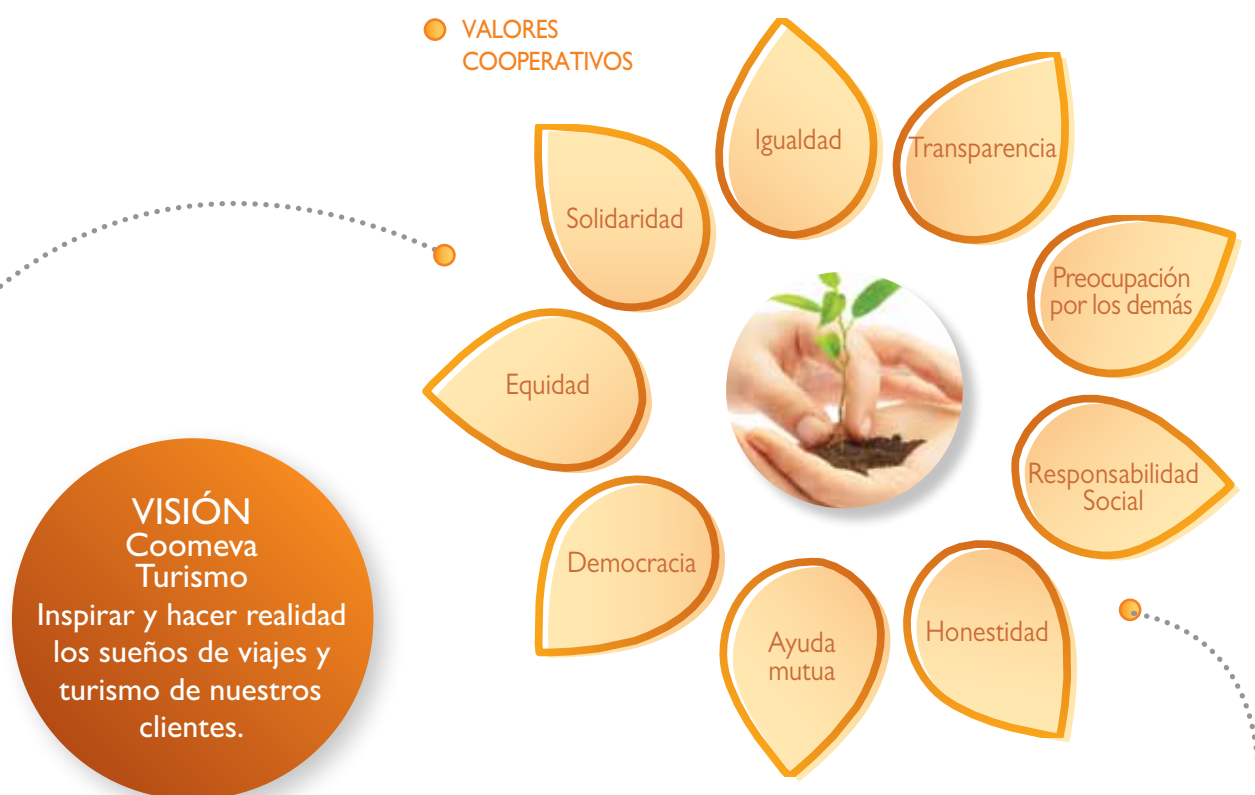 VALORES
COOPERATIVOS
Igualdad
Transparencia
Preocupación
por los demás
Responsabilidad
Social
Honestidad
Ayuda
mutua
Democracia
Equidad
Solidaridad
VISIÓN
Coomeva
Turismo
Inspirar y hacer realidad
los sueños de viajes y
turismo de nuestros
clientes.